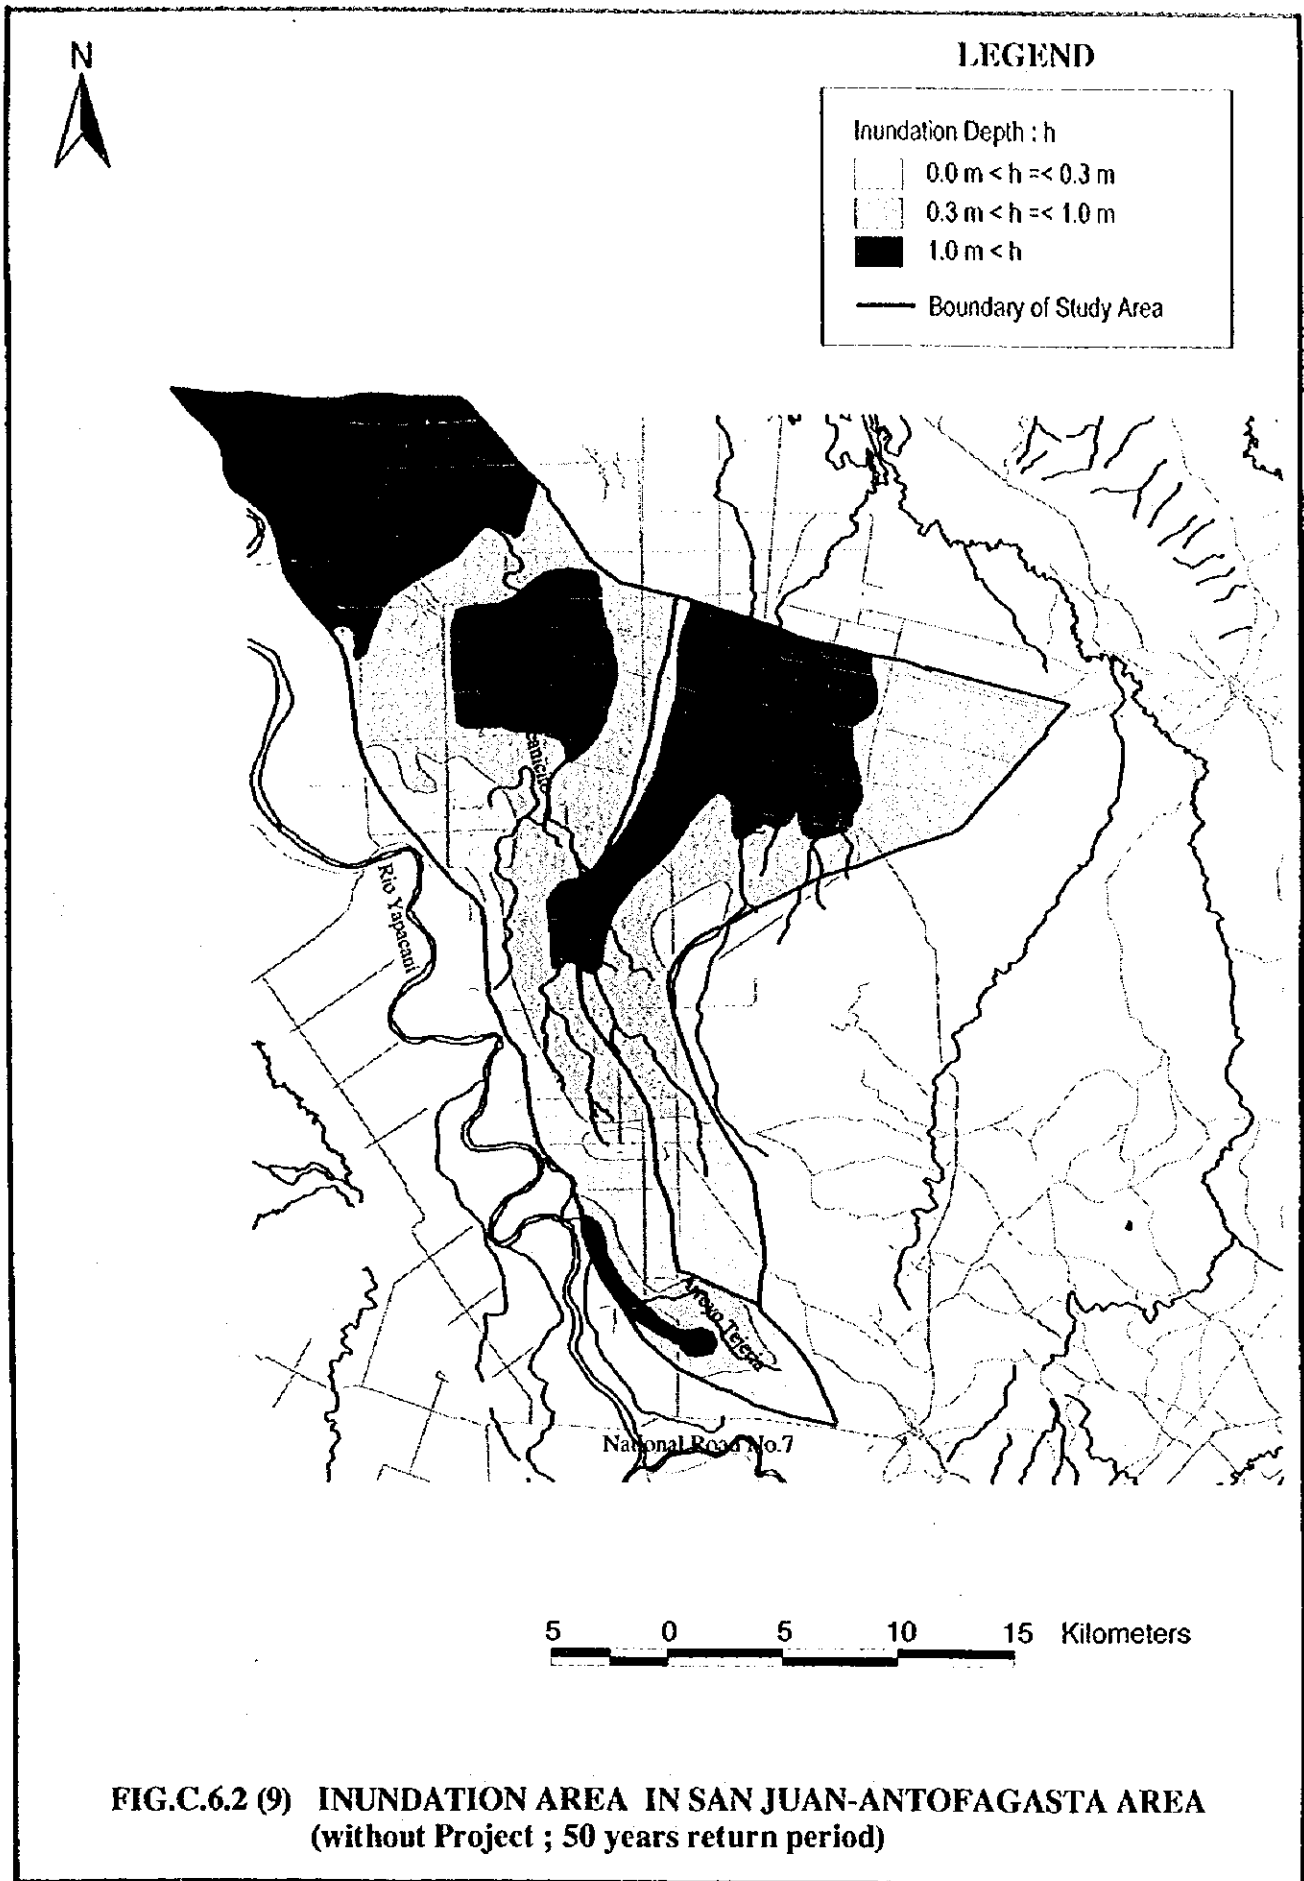 N
LEGEND
Inundation Depth : h
0.0 m < h =< 0.3 m
0.3 m < h =< 1.0 m
1.0 m < h
Boundary of Study Area
Rio Yapacani
Arroyo Tejeria
National Road No.7
5 0 5 10 15 Kilometers
FIG.C.6.2 (9) INUNDATION AREA IN SAN JUAN-ANTOFAGASTA AREA
(without Project ; 50 years return period)